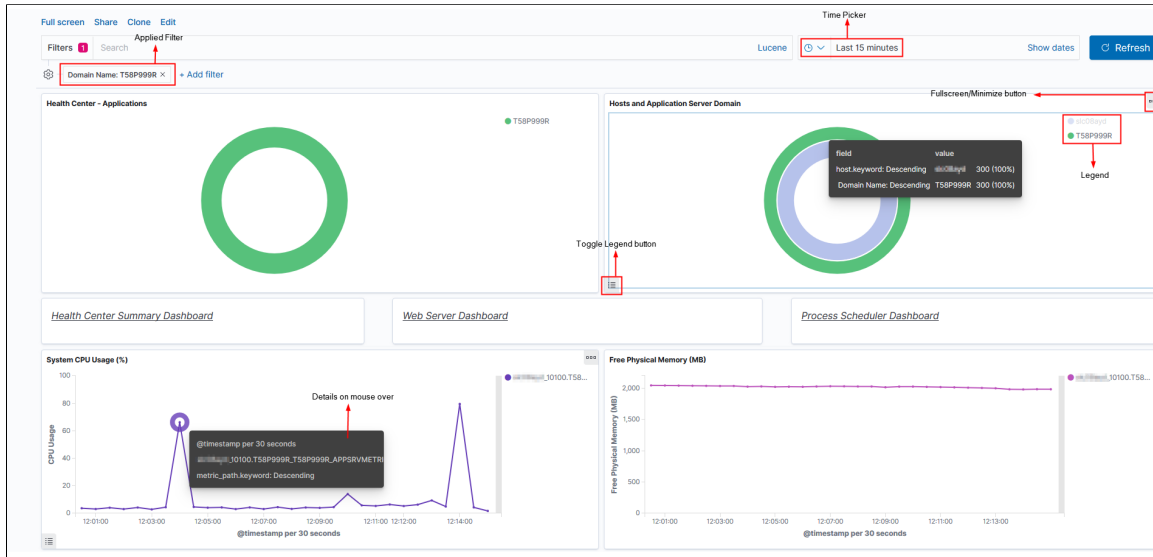 Full screen Share Clone Edit
Time Picker
Applied Filter
Filters 1 Search
Lucene
Last 15 minutes
Show dates
Refresh
Domain Name: T58P999R ×
+ Add filter
Fullscreen/Minimize button
Health Center - Applications
T58P999R
Hosts and Application Server Domain
T58P999R
field value
host.keyword: Descending 300 (100%)
Domain Name: Descending T58P999R 300 (100%)
Legend
Toggle Legend button
Health Center Summary Dashboard
Web Server Dashboard
Process Scheduler Dashboard
System CPU Usage (%)
_10100.T58...
100
80
60
40
20
0
CPU Usage
Details on mouse over
@timestamp per 30 seconds
_10100.T58P999R_T58P999R_APPSRVMETRI
metric_path.keyword: Descending
12:01:00 12:03:00 12:05:00 12:07:00 12:09:00 12:11:00 12:12:00 12:14:00
@timestamp per 30 seconds
Free Physical Memory (MB)
_10100.T58...
2,000
1,500
1,000
500
0
Free Physical Memory (MB)
12:01:00 12:03:00 12:05:00 12:07:00 12:09:00 12:11:00 12:13:00
@timestamp per 30 seconds